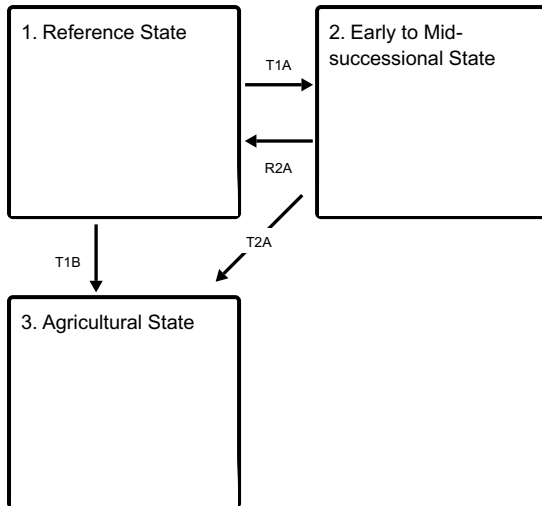 1. Reference State
2. Early to Mid-
successional State
T1A
R2A
T1B
T2A
3. Agricultural State